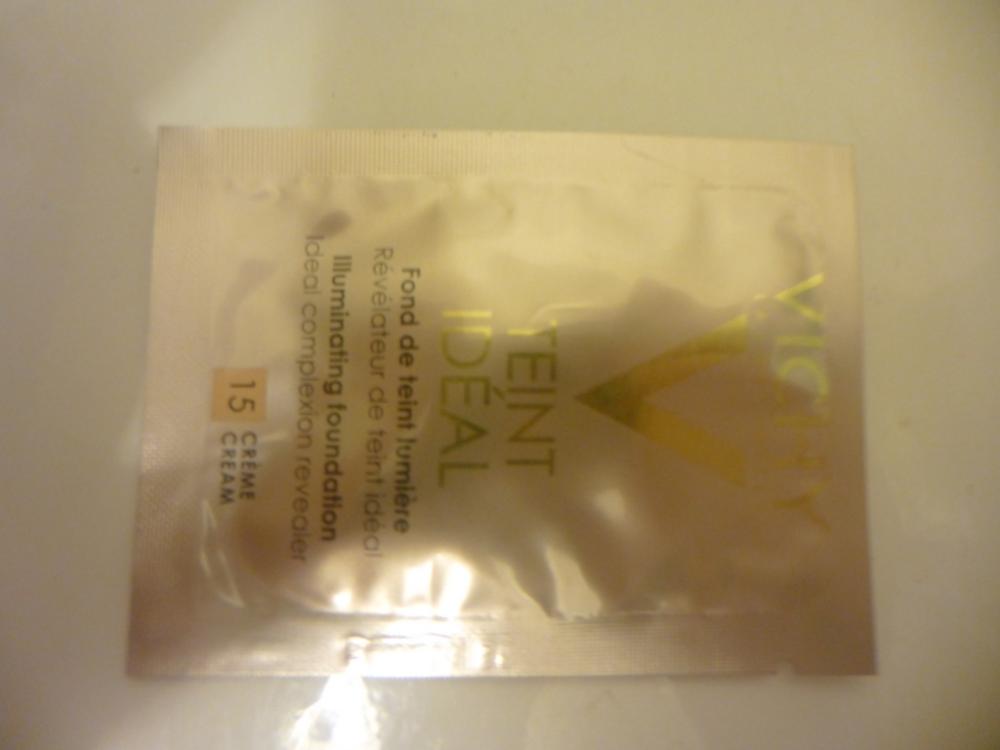 VICHY
TEINT
IDÉAL
Fond de teint lumière
Révélateur de teint idéal
Illuminating foundation
Ideal complexion revealer
15 CRÈME
CREAM